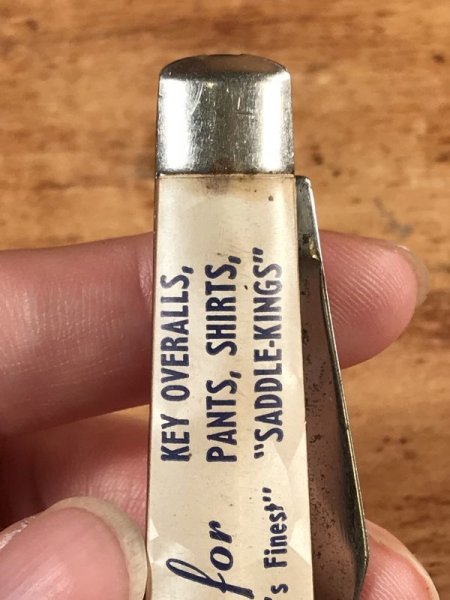 KEY OVERALLS,
PANTS, SHIRTS,
"SADDLE-KINGS"
for
's Finest"